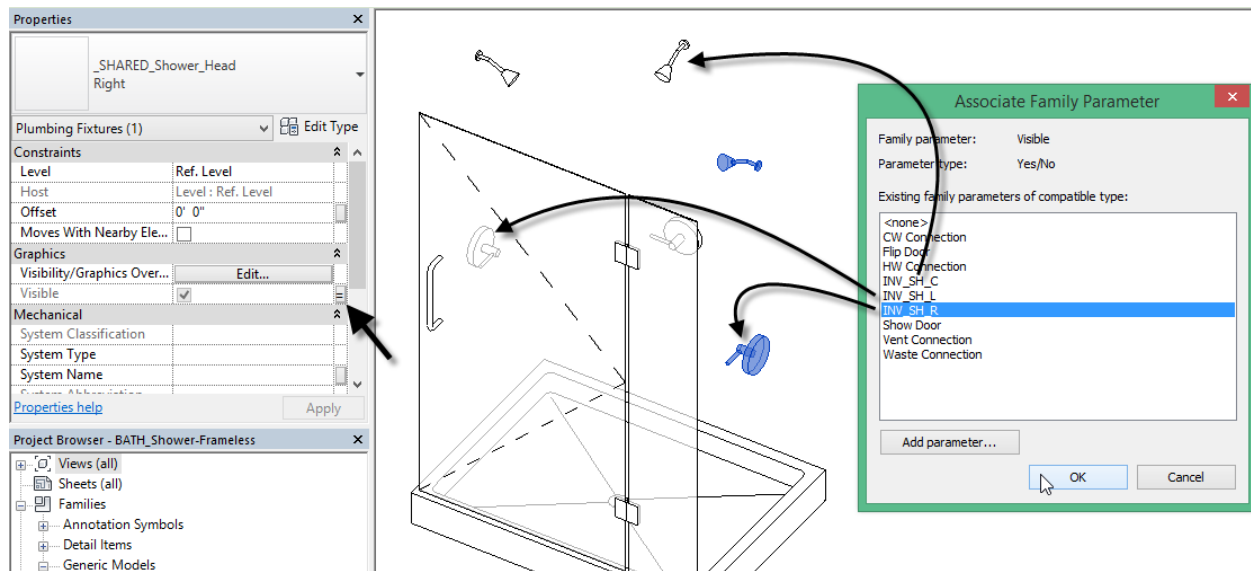 Properties
_SHARED_Shower_Head
Right
Plumbing Fixtures (1)
Edit Type
Constraints
Level Ref. Level
Host Level : Ref. Level
Offset 0' 0"
Moves With Nearby Ele...
Graphics
Visibility/Graphics Over... Edit...
Visible =
Mechanical
System Classification
System Type
System Name
System Abbreviation
Properties help Apply
Project Browser - BATH_Shower-Frameless
Views (all)
Sheets (all)
Families
Annotation Symbols
Detail Items
Generic Models
Associate Family Parameter
Family parameter: Visible
Parameter type: Yes/No
Existing family parameters of compatible type:
<none>
CW Connection
Flip Door
HW Connection
INV_SH_C
INV_SH_L
INV_SH_R
Show Door
Vent Connection
Waste Connection
Add parameter...
OK Cancel